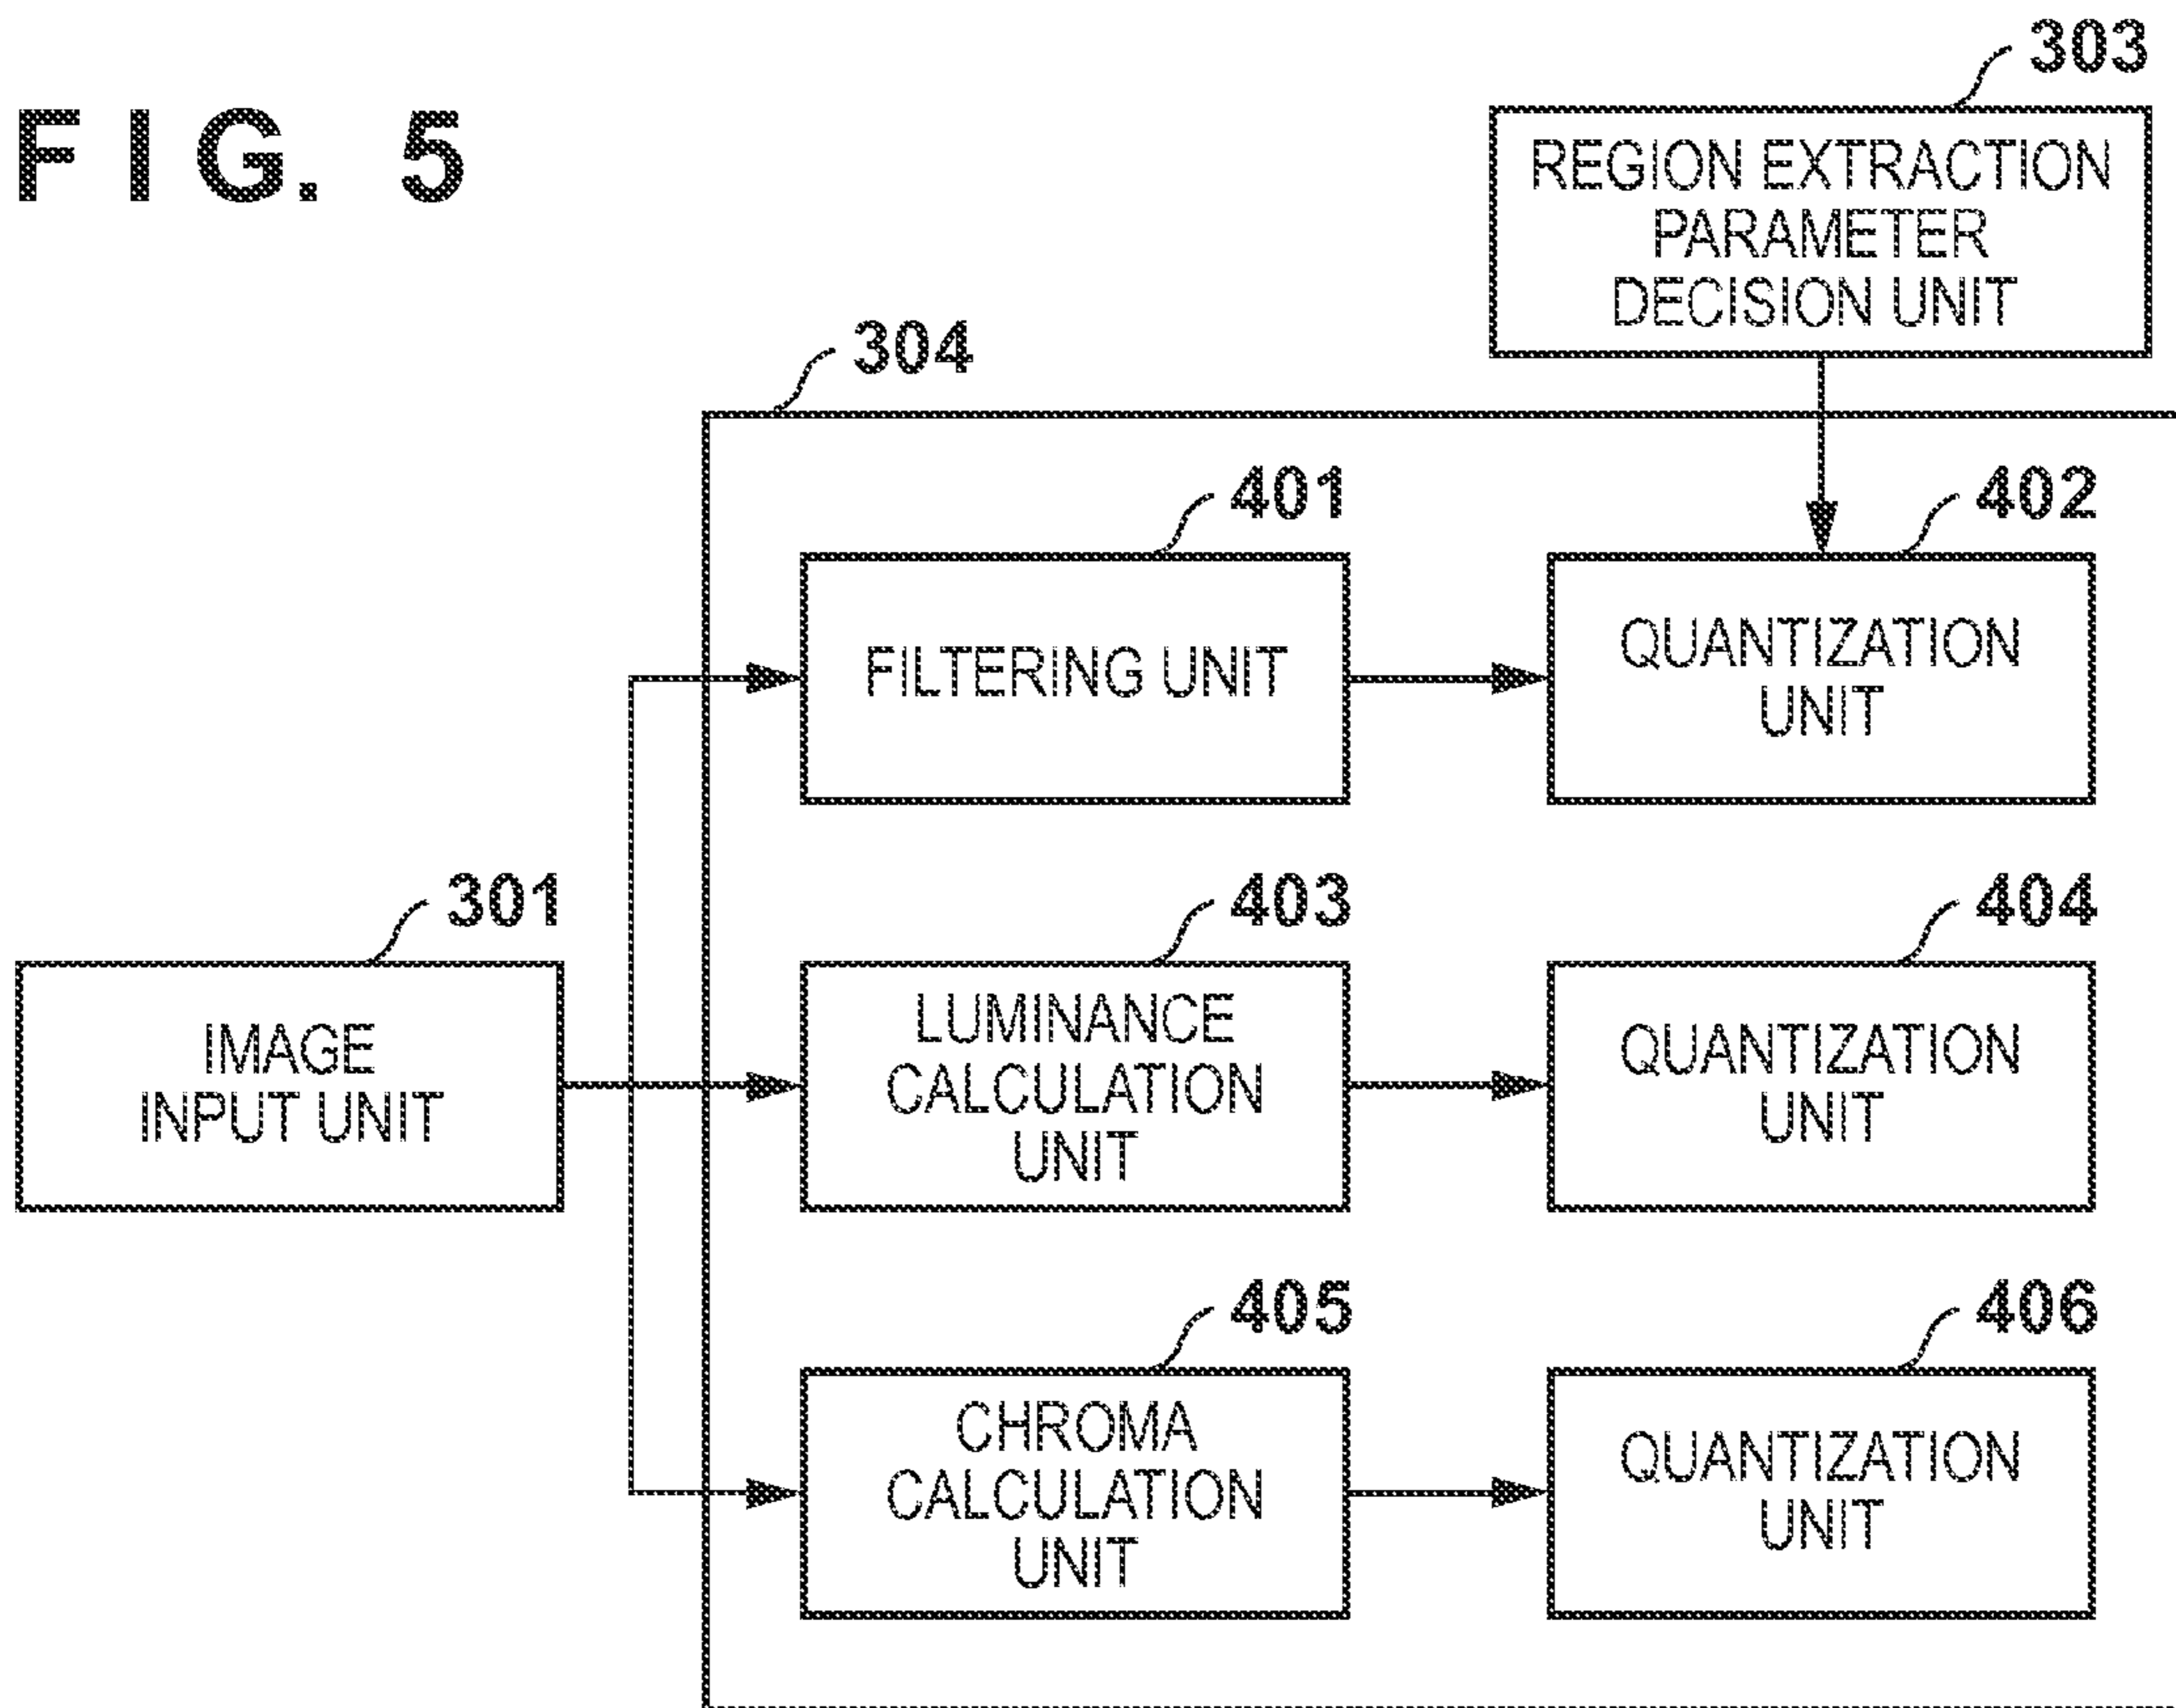 FIG. 5
303
REGION EXTRACTION
PARAMETER
DECISION UNIT
304
401
FILTERING UNIT
402
QUANTIZATION
UNIT
301
IMAGE
INPUT UNIT
403
LUMINANCE
CALCULATION
UNIT
404
QUANTIZATION
UNIT
405
CHROMA
CALCULATION
UNIT
406
QUANTIZATION
UNIT